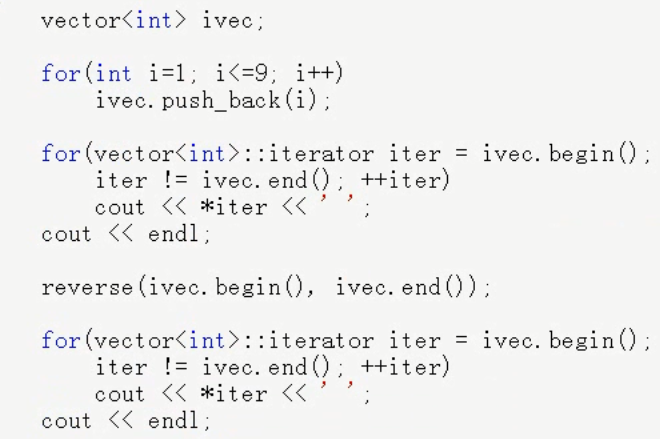 vector<int> ivec;
for(int i=1; i<=9; i++)
ivec.push_back(i);
for(vector<int>::iterator iter = ivec.begin();
iter != ivec.end(); ++iter)
cout << *iter << ' ';
cout << endl;
reverse(ivec.begin(), ivec.end());
for(vector<int>::iterator iter = ivec.begin();
iter != ivec.end(); ++iter)
cout << *iter << ' ';
cout << endl;